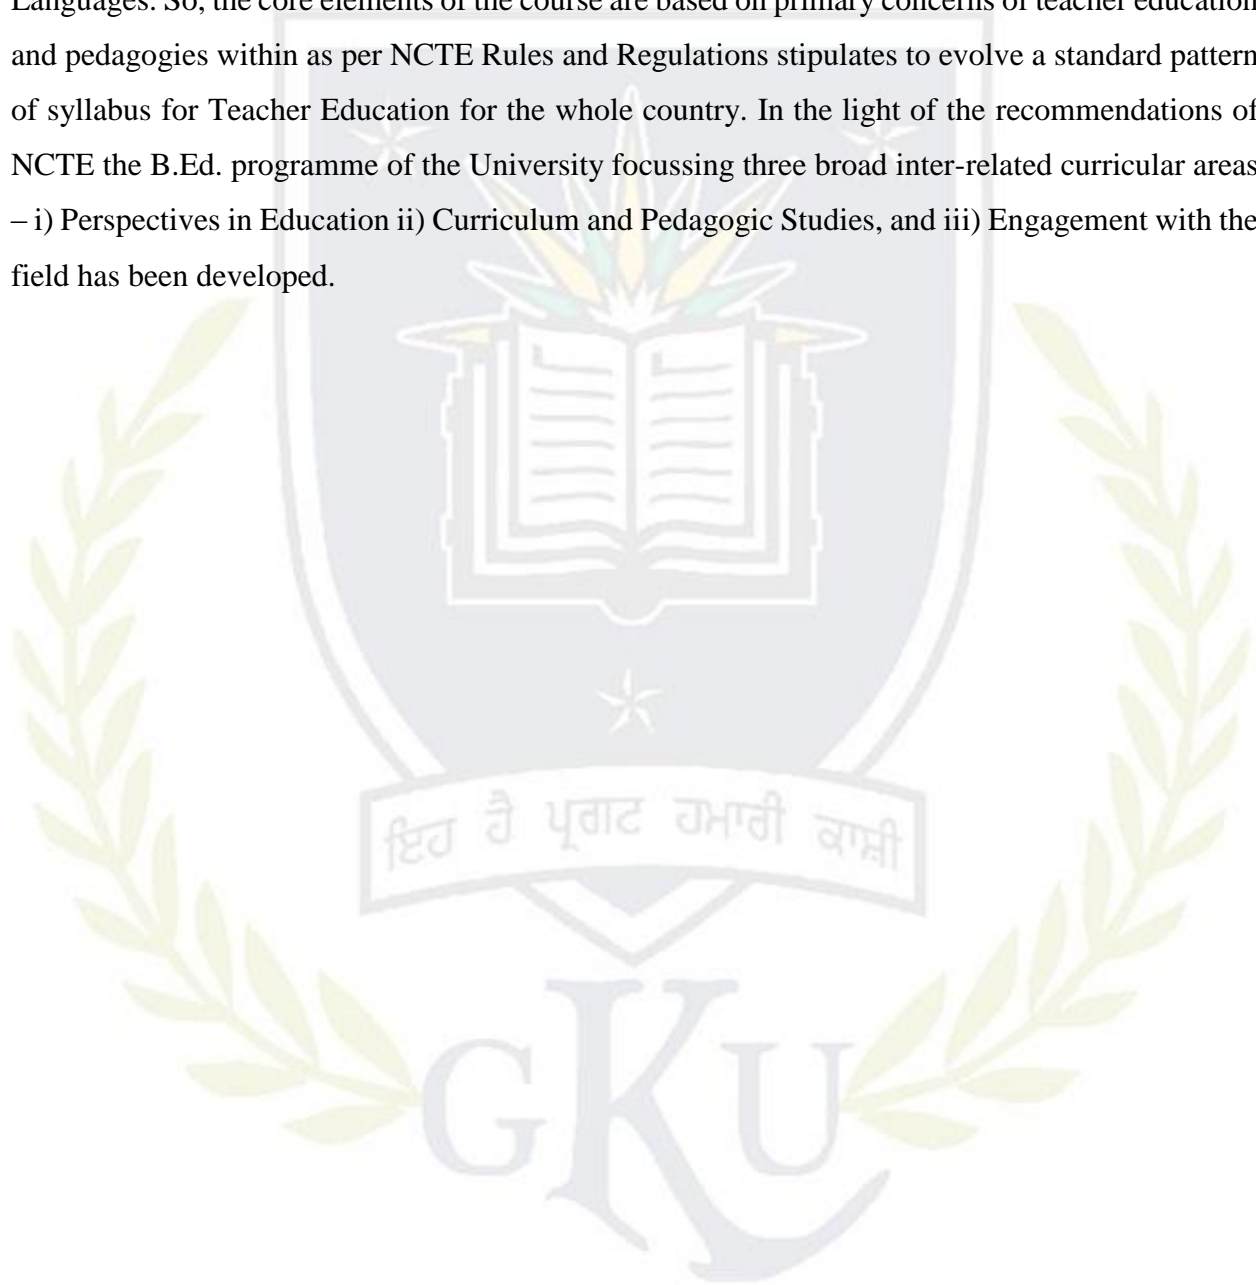 Languages. So, the core elements of the course are based on primary concerns of teacher education
and pedagogies within as per NCTE Rules and Regulations stipulates to evolve a standard pattern
of syllabus for Teacher Education for the whole country. In the light of the recommendations of
NCTE the B.Ed. programme of the University focussing three broad inter-related curricular areas
– i) Perspectives in Education ii) Curriculum and Pedagogic Studies, and iii) Engagement with the
field has been developed.
ਇਹ ਹੈ ਪ੍ਰਗਟ ਹਮਾਰੀ ਕਾਸ਼ੀ
GKU